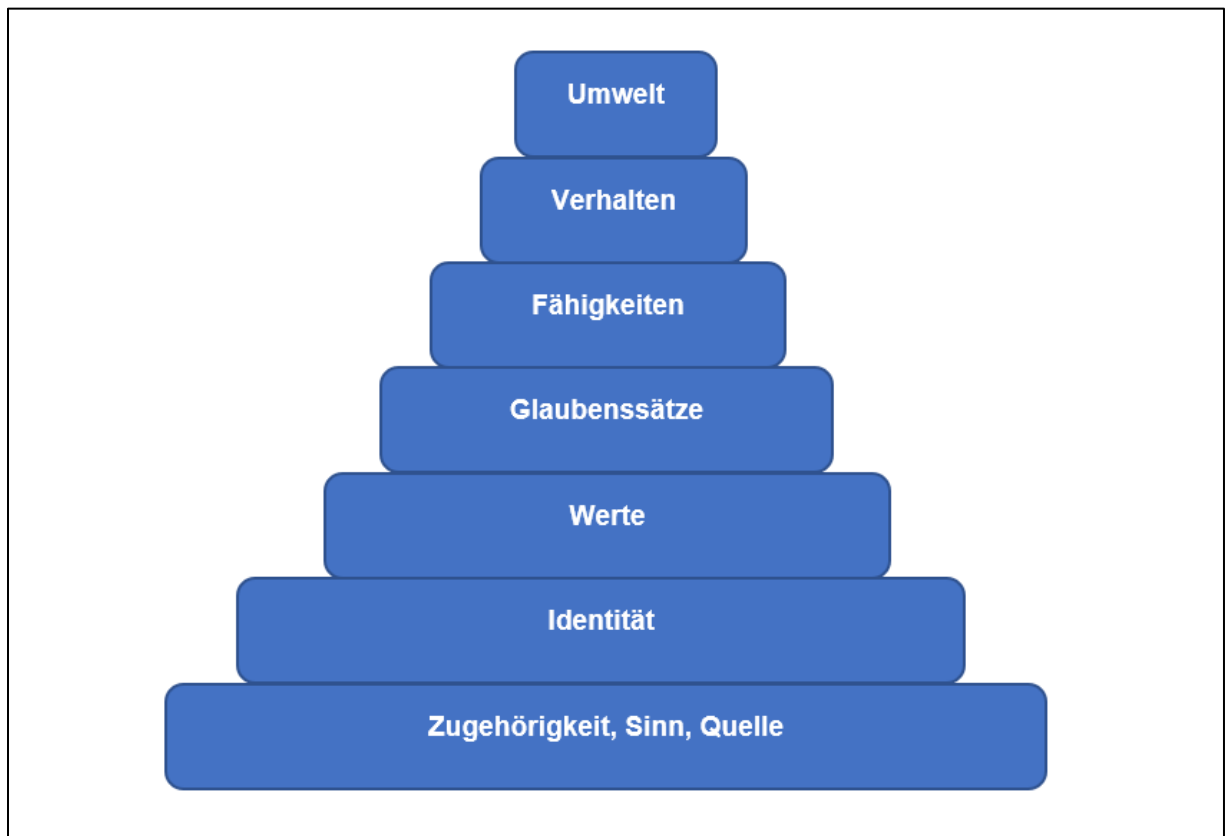 Umwelt
Verhalten
Fähigkeiten
Glaubenssätze
Werte
Identität
Zugehörigkeit, Sinn, Quelle